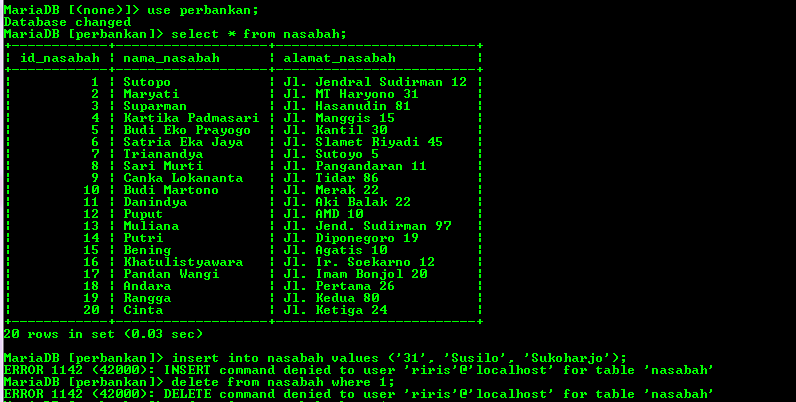 MariaDB [(none)]> use perbankan;
Database changed
MariaDB [perbankan]> select * from nasabah;
+------------+------------------+-------------------------+
| id_nasabah | nama_nasabah     | alamat_nasabah          |
+------------+------------------+-------------------------+
|          1 | Sutopo           | Jl. Jendral Sudirman 12 |
|          2 | Maryati          | Jl. MT Haryono 31       |
|          3 | Suparman         | Jl. Hasanudin 81        |
|          4 | Kartika Padmasari | Jl. Manggis 15          |
|          5 | Budi Eko Prayogo | Jl. Kantil 30           |
|          6 | Satria Eka Jaya  | Jl. Slamet Riyadi 45    |
|          7 | Trianandya       | Jl. Sutoyo 5            |
|          8 | Sari Murti       | Jl. Pangandaran 11      |
|          9 | Canka Lokananta  | Jl. Tidar 86            |
|         10 | Budi Martono     | Jl. Merak 22            |
|         11 | Danindya         | Jl. Aki Balak 22        |
|         12 | Puput            | Jl. AMD 10              |
|         13 | Muliana          | Jl. Jend. Sudirman 97   |
|         14 | Putri            | Jl. Diponegoro 19       |
|         15 | Bening           | Jl. Agatis 10           |
|         16 | Khatulistyawara  | Jl. Ir. Soekarno 12     |
|         17 | Pandan Wangi     | Jl. Imam Bonjol 20      |
|         18 | Andara           | Jl. Pertama 26          |
|         19 | Rangga           | Jl. Kedua 80            |
|         20 | Cinta            | Jl. Ketiga 24           |
+------------+------------------+-------------------------+
20 rows in set (0.03 sec)
MariaDB [perbankan]> insert into nasabah values ('31', 'Susilo', 'Sukoharjo');
ERROR 1142 (42000): INSERT command denied to user 'riris'@'localhost' for table 'nasabah'
MariaDB [perbankan]> delete from nasabah where 1;
ERROR 1142 (42000): DELETE command denied to user 'riris'@'localhost' for table 'nasabah'